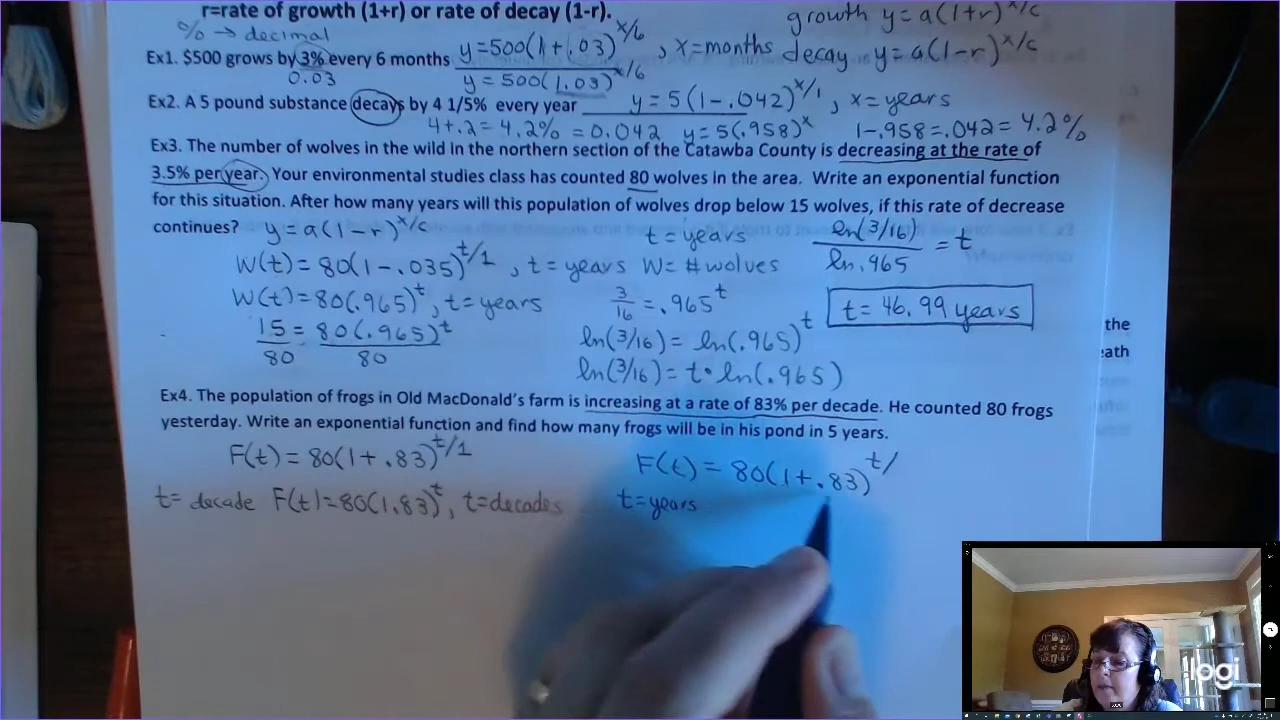 r=rate of growth (1+r) or rate of decay (1-r).
% → decimal
growth y = a(1+r)^x/c
decay y = a(1-r)^x/c
Ex1. $500 grows by 3% every 6 months y=500(1+.03)^x/6, x=months
0.03
y = 500(1.03)^x/6
Ex2. A 5 pound substance decays by 4 1/5% every year y = 5(1-.042)^x/1, x=years
4+.2=4.2% = 0.042 y=5(.958)^x 1-.958=.042=4.2%
Ex3. The number of wolves in the wild in the northern section of the Catawba County is decreasing at the rate of
3.5% per year. Your environmental studies class has counted 80 wolves in the area. Write an exponential function
for this situation. After how many years will this population of wolves drop below 15 wolves, if this rate of decrease
continues? y=a(1-r)^x/c
W(t) = 80(1-.035)^t/1, t=years
W(t)=80(.965)^t, t=years
15/80 = 80(.965)^t/80
t=years
W=#wolves
3/16 = .965^t
ln(3/16) = ln(.965)^t
ln(3/16) = t•ln(.965)
ln(3/16)/ln.965 = t
t= 46.99 years
the
eath
Ex4. The population of frogs in Old MacDonald's farm is increasing at a rate of 83% per decade. He counted 80 frogs
yesterday. Write an exponential function and find how many frogs will be in his pond in 5 years.
F(t) = 80(1+.83)^t/1
t= decade F(t)=80(1.83)^t, t=decades
F(t) = 80(1+.83)^t/
t=years
logi